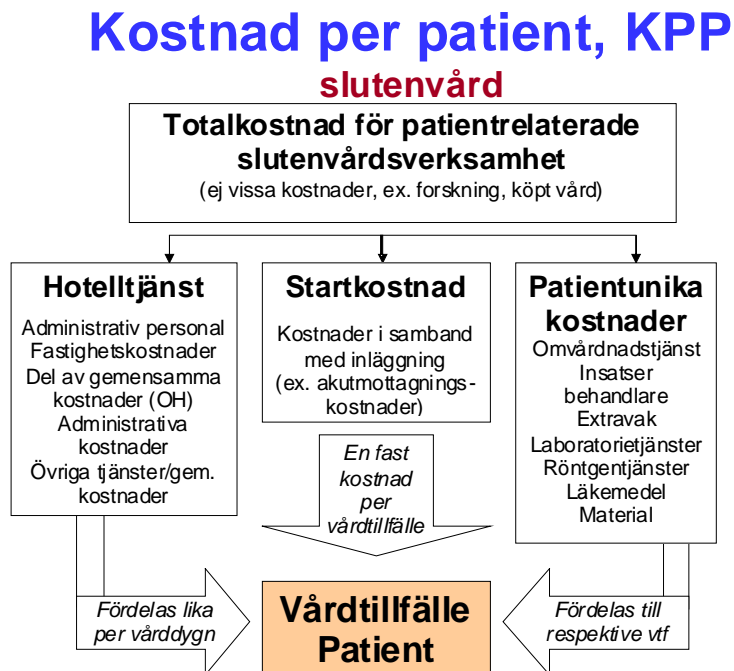 Kostnad per patient, KPP
slutenvård
Totalkostnad för patientrelaterade
slutenvårdsverksamhet
(ej vissa kostnader, ex. forskning, köpt vård)
Hotelltjänst
Administrativ personal
Fastighetskostnader
Del av gemensamma
kostnader (OH)
Administrativa
kostnader
Övriga tjänster/gem.
kostnader
Startkostnad
Kostnader i samband
med inläggning
(ex. akutmottagnings-
kostnader)
Patientunika
kostnader
Omvårdnadstjänst
Insatser
behandlare
Extravak
Laboratorietjänster
Röntgentjänster
Läkemedel
Material
En fast
kostnad
per
vårdtillfälle
Fördelas lika
per vårddygn
Vårdtillfälle
Patient
Fördelas till
respektive vtf